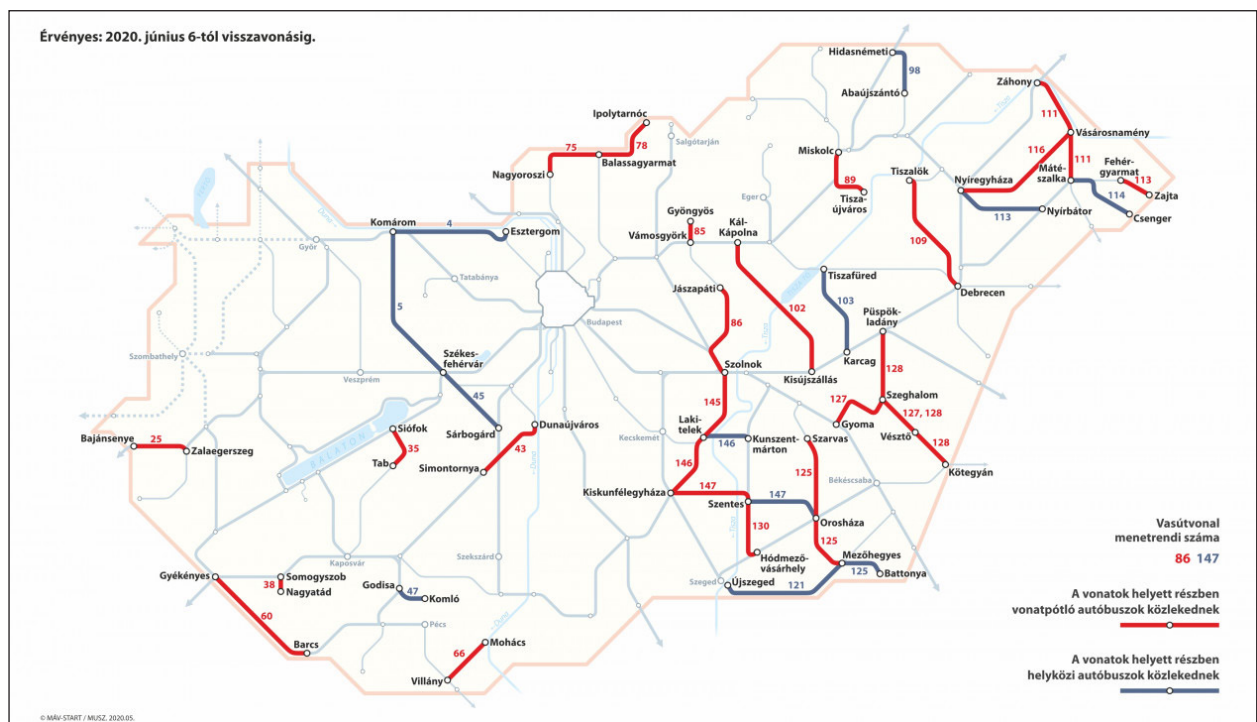 Érvényes: 2020. június 6-tól visszavonásig.
Hidasnémeti
98
Abaújszántó
Záhony
111
Vásárosnamény
Ipolytarnóc
78
75
Balassagyarmat
Nagyoroszi
Salgótarján
Miskolc
89
Tisza-
újváros
Tiszalök
116
111
Nyíregyháza
Máté-
szalka
Fehér-
gyarmat
113
Zajta
114
Csenger
113
Nyírbátor
Eger
Gyöngyös
85
Vámosgyörk
Kál-
Kápolna
109
Debrecen
Komárom
4
Esztergom
Győr
Duna
Tatabánya
5
Jászapáti
86
Tiszafüred
103
Karcag
102
Püspök-
ladány
Budapest
Szombathely
Veszprém
Székes-
fehérvár
45
Szolnok
Kisújszállás
128
Szeghalom
127
127, 128
Gyoma
Vésztő
128
Kötegyán
145
Laki-
telek
146
Kunszent-
márton
Szarvas
Kecskemét
Bajánsenye
25
Zalaegerszeg
BALATON
Siófok
35
Tab
Sárbogárd
Dunaújváros
43
Simontornya
Duna
146
Kiskunfélegyháza
147
125
Békéscsaba
Szentes
147
Orosháza
130
Tisza
125
Hódmező-
vásárhely
Mezőhegyes
125
Battonya
Szeged
Újszeged
121
Szekszárd
Kaposvár
Gyékényes
38
Somogyszob
Nagyatád
60
Barcs
Godisa
47
Komló
Pécs
Duna
66
Mohács
Villány
Vasútvonal
menetrendi száma
86 147
A vonatok helyett részben
vonatpótló autóbuszok közlekednek
A vonatok helyett részben
helyközi autóbuszok közlekednek
© MÁV-START / MUSZ. 2020.05.